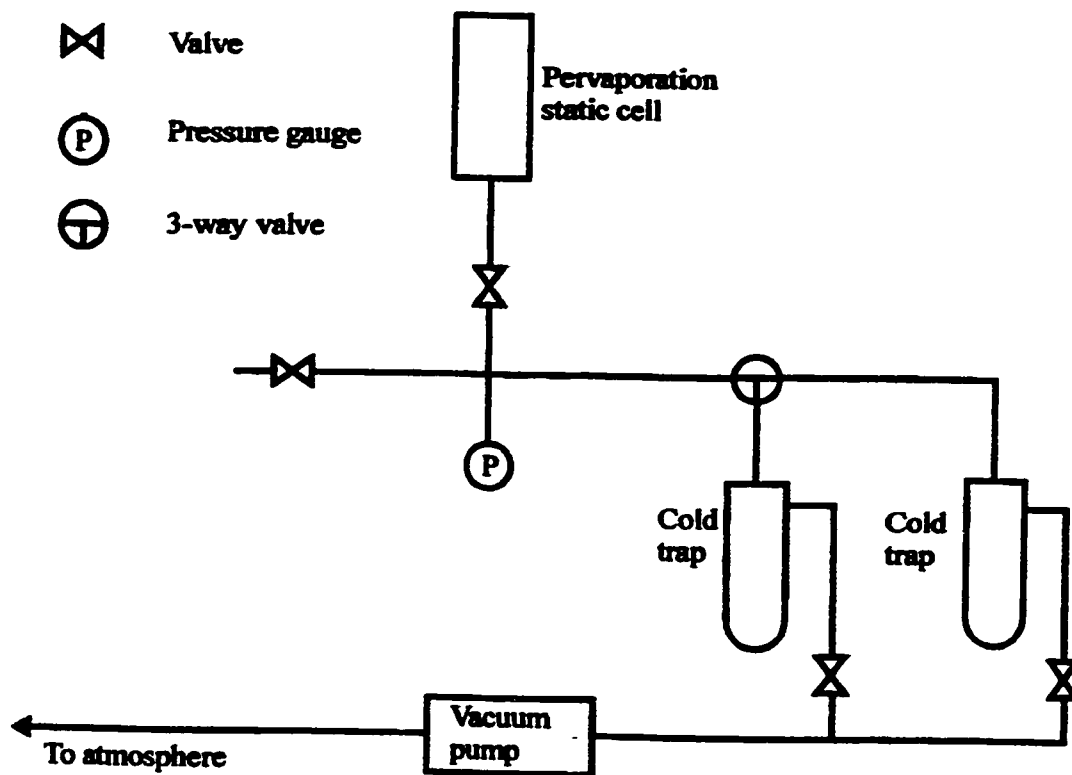 Valve
P
Pressure gauge
3-way valve
Pervaporation
static cell
P
Cold
trap
Cold
trap
Vacuum
pump
To atmosphere